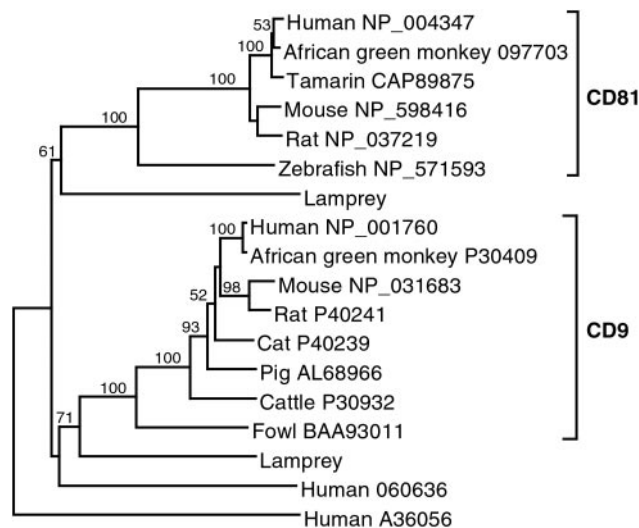 53
Human NP_004347
100
African green monkey 097703
100
Tamarin CAP89875
CD81
100
Mouse NP_598416
Rat NP_037219
61
Zebrafish NP_571593
Lamprey
100
Human NP_001760
African green monkey P30409
98
Mouse NP_031683
52
Rat P40241
CD9
93
Cat P40239
100
Pig AL68966
100
Cattle P30932
71
Fowl BAA93011
Lamprey
Human 060636
Human A36056